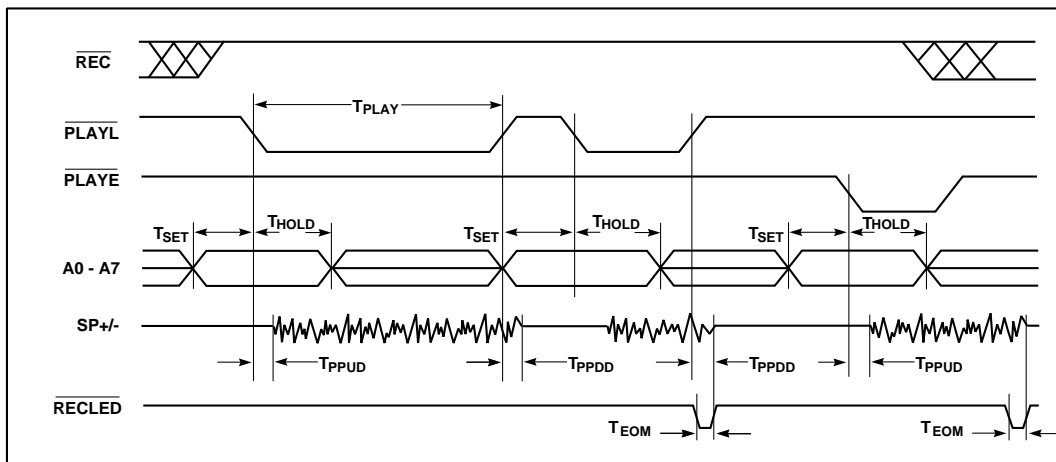 REC
TPLAY
PLAYL
PLAYE
TSET THOLD TSET THOLD TSET THOLD
A0 - A7
SP+/-
TPPUD TPPDD TPPDD TPPUD
RECLED
TEOM TEOM